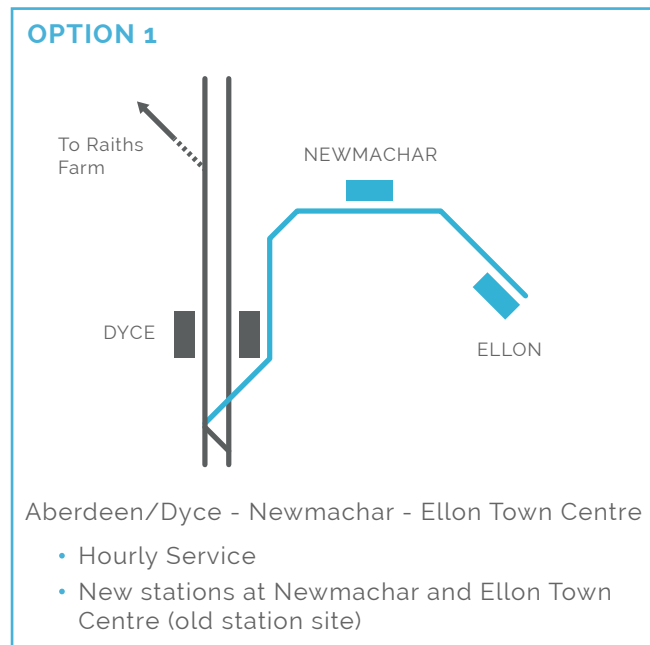 OPTION 1
To Raiths
Farm
NEWMACHAR
DYCE
ELLON
Aberdeen/Dyce - Newmachar - Ellon Town Centre
• Hourly Service
• New stations at Newmachar and Ellon Town
Centre (old station site)